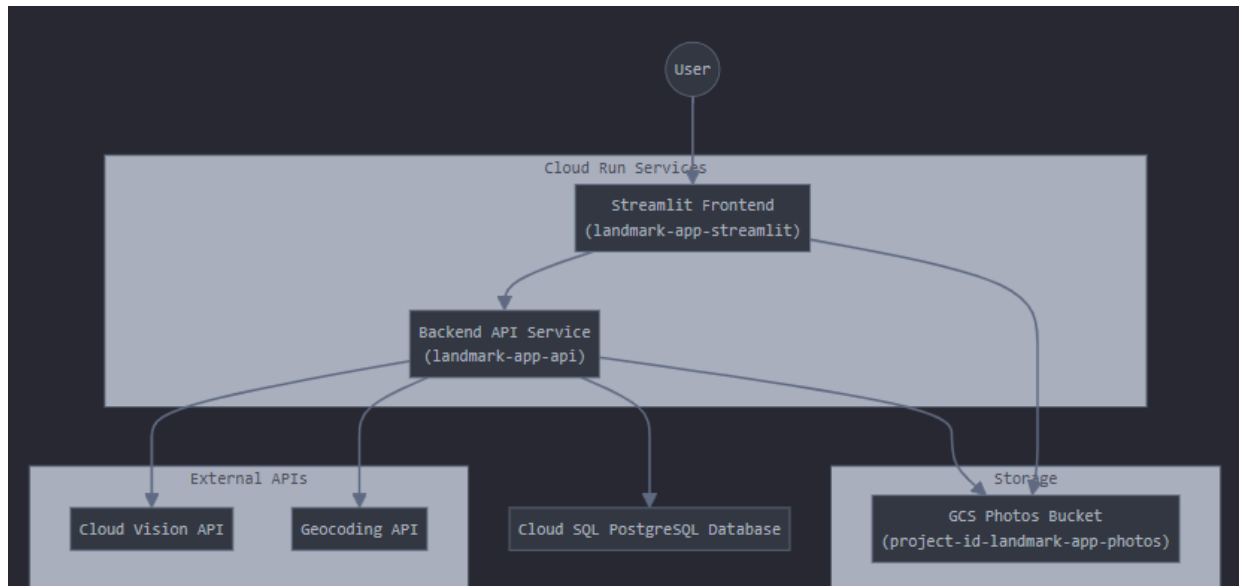 User
Cloud Run Services
Streamlit Frontend
(landmark-app-streamlit)
Backend API Service
(landmark-app-api)
External APIs
Storage
Cloud Vision API
Geocoding API
Cloud SQL PostgreSQL Database
GCS Photos Bucket
(project-id-landmark-app-photos)